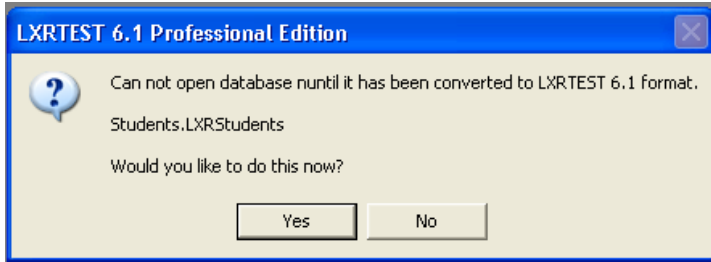 LXRTEST 6.1 Professional Edition
Can not open database nuntil it has been converted to LXRTEST 6.1 format.
Students.LXRStudents
Would you like to do this now?
Yes No